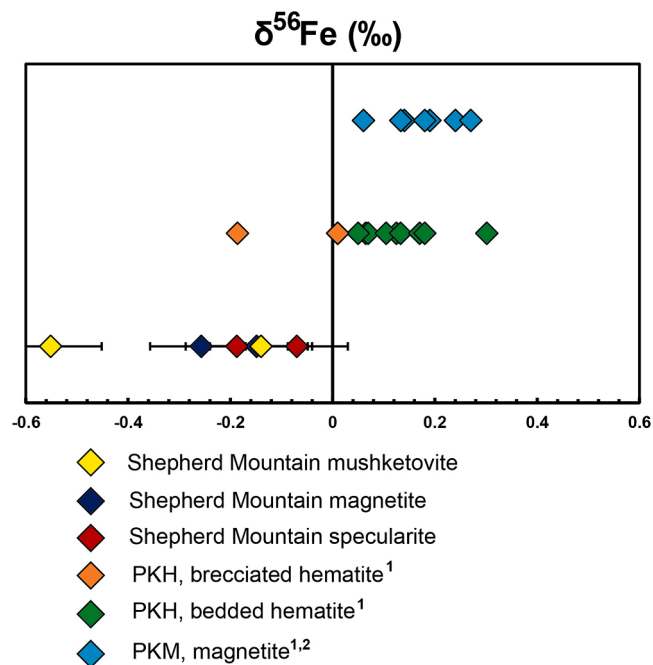 δ⁵⁶Fe (‰)
-0.6 -0.4 -0.2 0 0.2 0.4 0.6
Shepherd Mountain mushketovite
Shepherd Mountain magnetite
Shepherd Mountain specularite
PKH, brecciated hematite¹
PKH, bedded hematite¹
PKM, magnetite¹,²